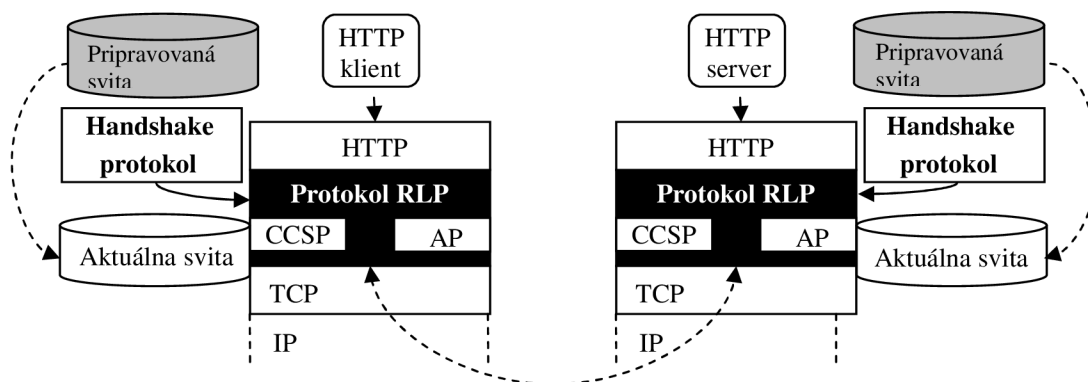 Pripravovaná
svita
HTTP
klient
HTTP
server
Pripravovaná
svita
Handshake
protokol
HTTP
HTTP
Handshake
protokol
Protokol RLP
Protokol RLP
CCSP
AP
CCSP
AP
Aktuálna svita
Aktuálna svita
TCP
TCP
IP
IP